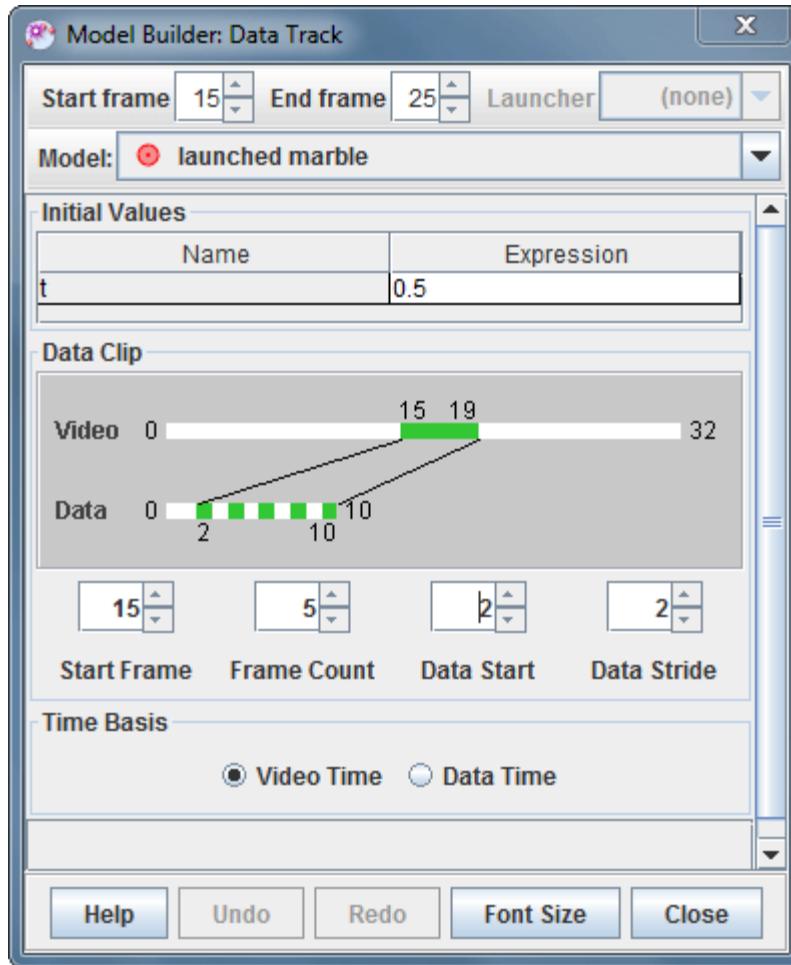 Model Builder: Data Track
Start frame 15 End frame 25 Launcher (none)
Model: launched marble
Initial Values
Name Expression
t 0.5
Data Clip
15 19
Video 0 32
Data 0 10
2 10
15 5 2 2
Start Frame Frame Count Data Start Data Stride
Time Basis
Video Time Data Time
Help Undo Redo Font Size Close